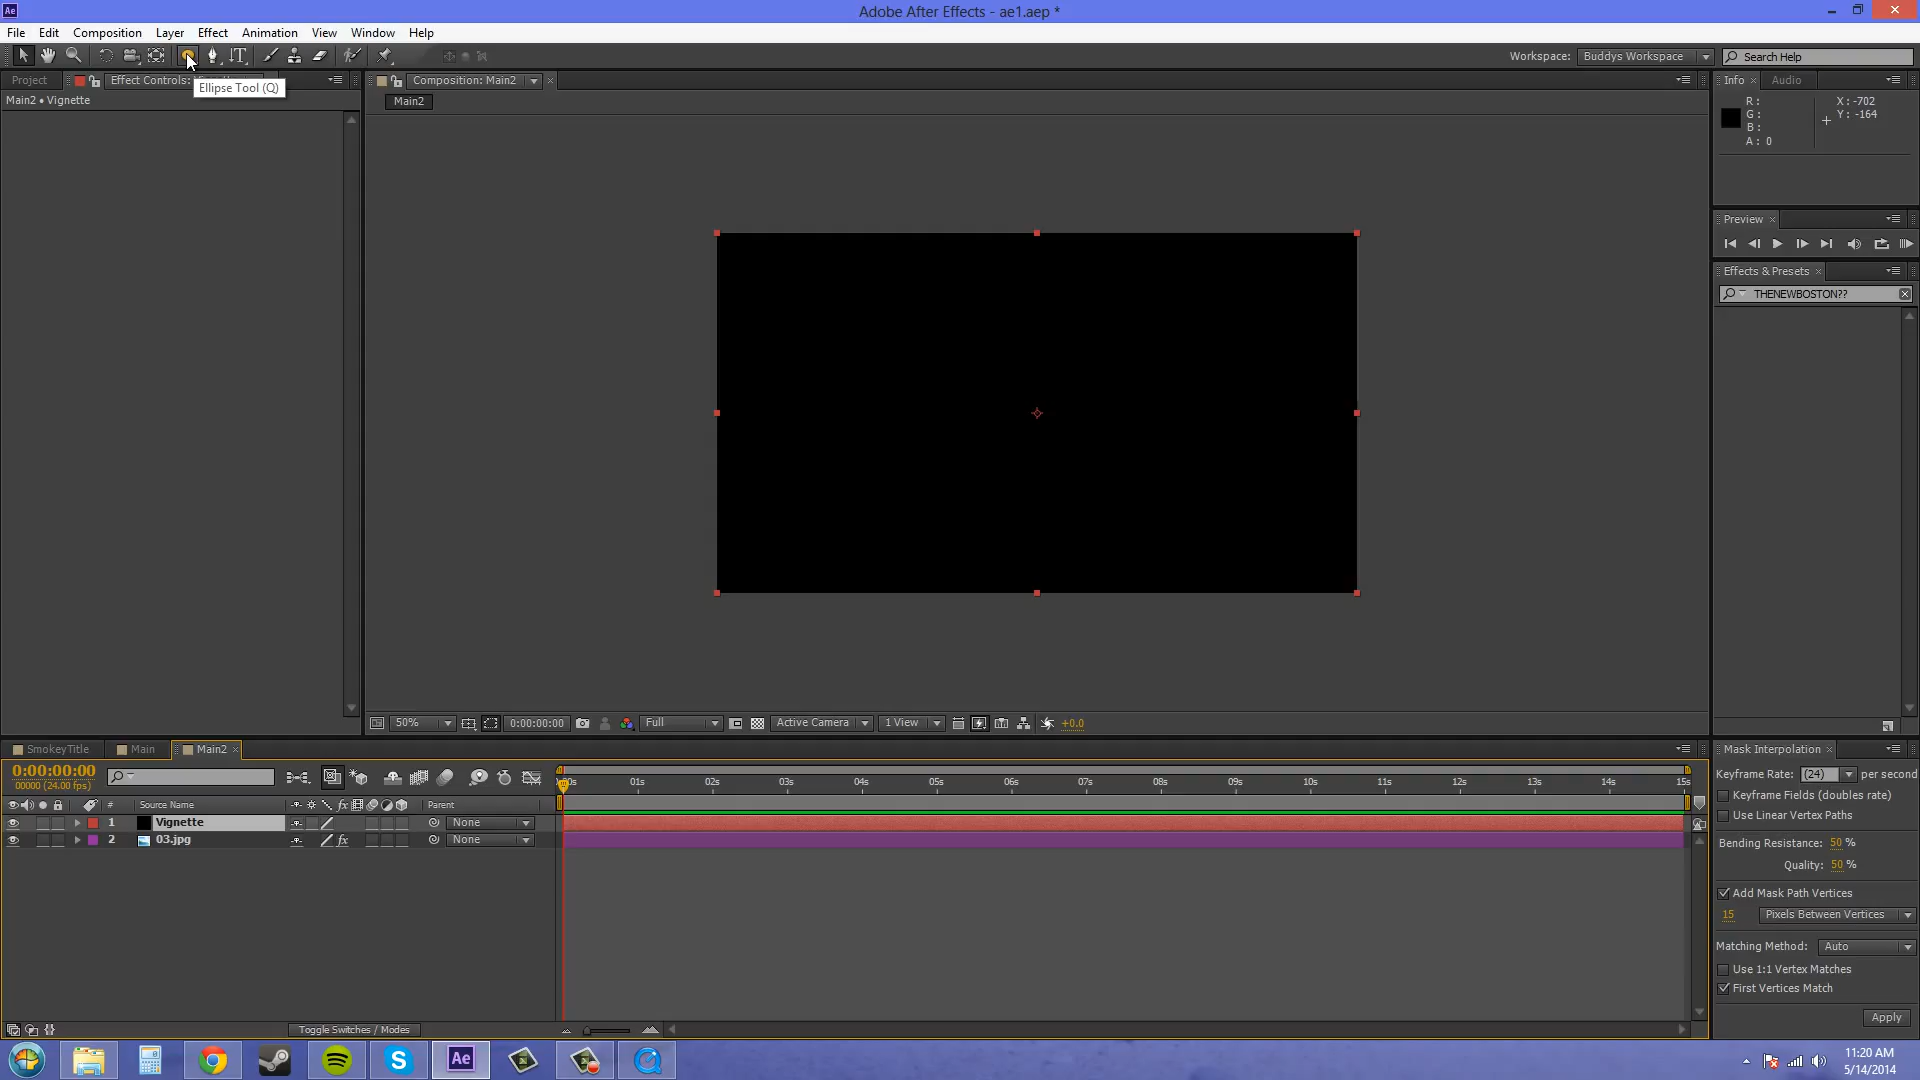 Ae
Adobe After Effects - ae1.aep *
File Edit Composition Layer Effect Animation View Window Help
Workspace: Buddys Workspace Search Help
Project Effect Controls: Composition: Main2 Info Audio
Ellipse Tool (Q)
Main2 • Vignette
Main2
R:
G:
B:
A: 0
X: -702
Y: -164
Preview
Effects & Presets
THENEWBOSTON??
50% 0:00:00:00 Full Active Camera 1 View +0.0
SmokeyTitle Main Main2
0:00:00:00
00000 (24.00 fps)
01s 02s 03s 04s 05s 06s 07s 08s 09s 10s 11s 12s 13s 14s 15s
# Source Name fx Parent
1 Vignette None
2 03.jpg fx None
Toggle Switches / Modes
Mask Interpolation
Keyframe Rate: (24) per second
Keyframe Fields (doubles rate)
Use Linear Vertex Paths
Bending Resistance: 50 %
Quality: 50 %
Add Mask Path Vertices
15 Pixels Between Vertices
Matching Method: Auto
Use 1:1 Vertex Matches
First Vertices Match
Apply
Ae
11:20 AM
5/14/2014